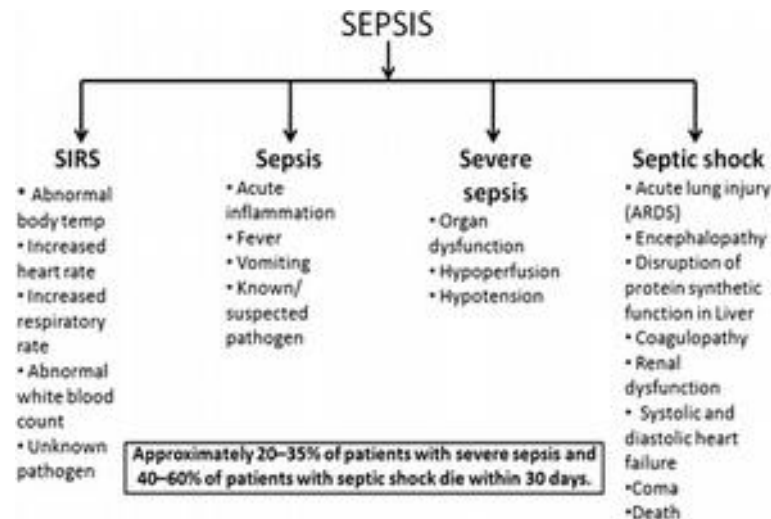 SEPSIS
SIRS
• Abnormal
body temp
• Increased
heart rate
• Increased
respiratory
rate
• Abnormal
white blood
count
• Unknown
pathogen
Sepsis
• Acute
inflammation
• Fever
• Vomiting
• Known/
suspected
pathogen
Severe
sepsis
• Organ
dysfunction
• Hypoperfusion
• Hypotension
Septic shock
• Acute lung injury
(ARDS)
• Encephalopathy
• Disruption of
protein synthetic
function in Liver
• Coagulopathy
• Renal
dysfunction
• Systolic and
diastolic heart
failure
•Coma
•Death
Approximately 20–35% of patients with severe sepsis and
40–60% of patients with septic shock die within 30 days.